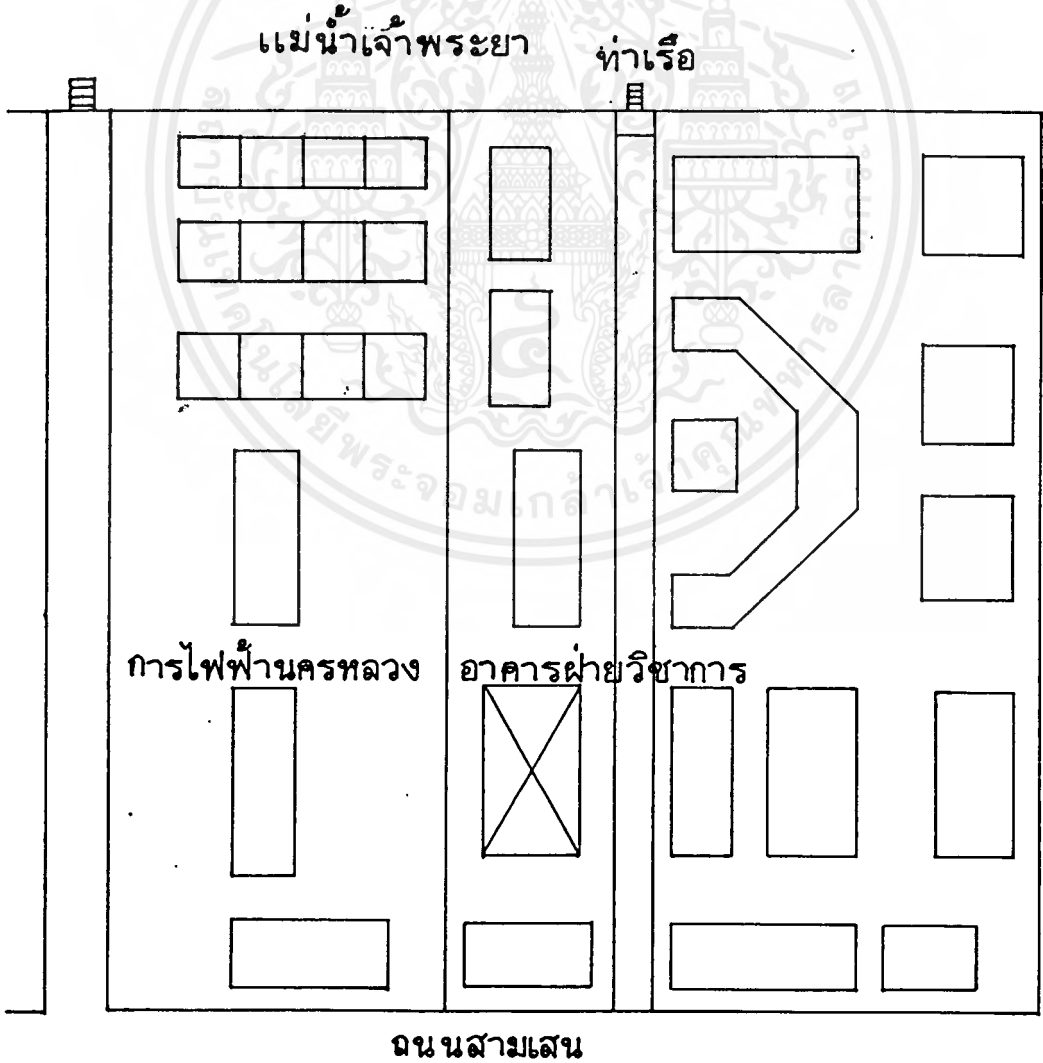 แม่น้ำเจ้าพระยา
ท่าเรือ
การไฟฟ้านครหลวง
อาคารฝ่ายวิชาการ
ถนนสามเสน